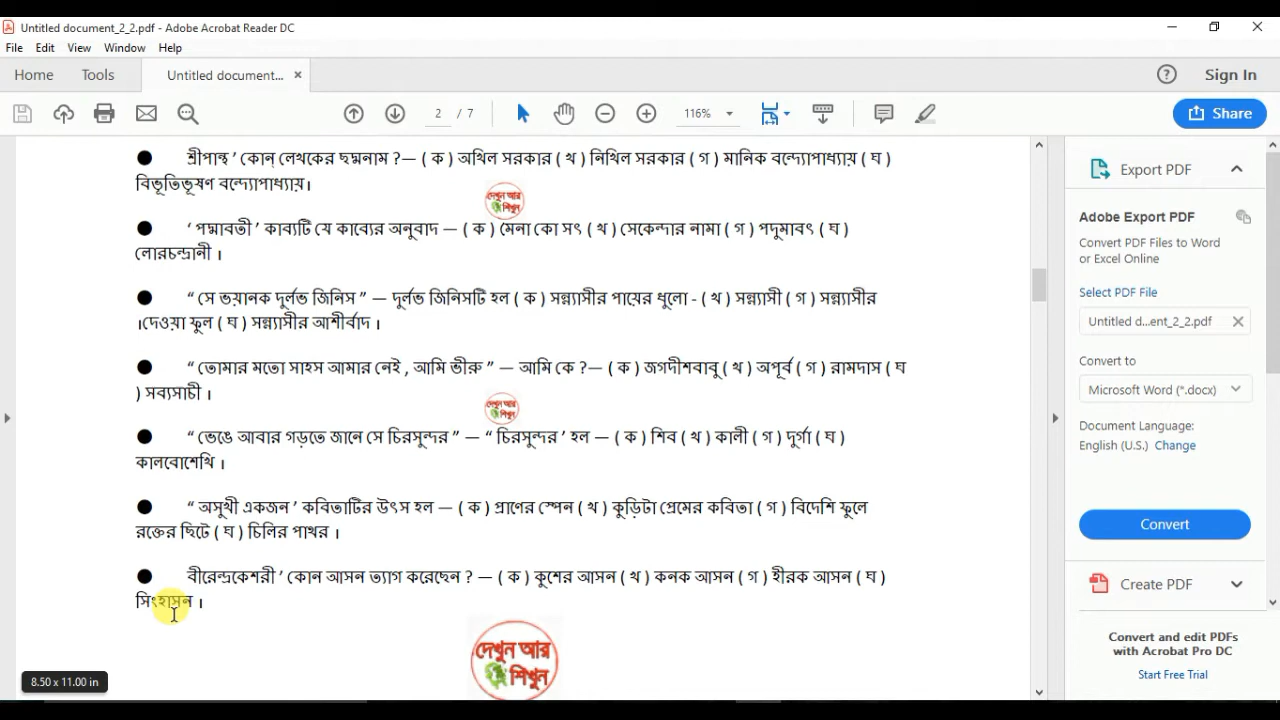 Untitled document_2_2.pdf - Adobe Acrobat Reader DC
File Edit View Window Help
Home Tools Untitled document... × Sign In
2 / 7 116% Share
● শ্রীপান্থ ' কোন্ লেখকের ছদ্মনাম ?— ( ক ) অখিল সরকার ( খ ) নিখিল সরকার ( গ ) মানিক বন্দ্যোপাধ্যায় ( ঘ )
বিভূতিভূষণ বন্দ্যোপাধ্যায়।
দেখুন আর
শিখুন
● ‘ পদ্মাবতী ’ কাব্যটি যে কাব্যের অনুবাদ — ( ক ) মেনা কো সৎ ( খ ) সেকেন্দার নামা ( গ ) পদুমাবৎ ( ঘ )
লোরচন্দ্রানী ।
● “ সে ভয়ানক দুর্লভ জিনিস ” — দুর্লভ জিনিসটি হল ( ক ) সন্ন্যাসীর পায়ের ধুলো - ( খ ) সন্ন্যাসী ( গ ) সন্ন্যাসীর
।দেওয়া ফুল ( ঘ ) সন্ন্যাসীর আশীর্বাদ ।
● “ তোমার মতো সাহস আমার নেই , আমি ভীরু ” — আমি কে ?— ( ক ) জগদীশবাবু ( খ ) অপূর্ব ( গ ) রামদাস ( ঘ
) সব্যসাচী ।
দেখুন আর
শিখুন
● “ ভেঙে আবার গড়তে জানে সে চিরসুন্দর ” — “ চিরসুন্দর ’ হল — ( ক ) শিব ( খ ) কালী ( গ ) দুর্গা ( ঘ )
কালবোশেখি ।
● “ অসুখী একজন ’ কবিতাটির উৎস হল — ( ক ) প্রাণের স্পেন ( খ ) কুড়িটা প্রেমের কবিতা ( গ ) বিদেশি ফুলে
রক্তের ছিটে ( ঘ ) চিলির পাথর ।
● বীরেন্দ্রকেশরী ’ কোন আসন ত্যাগ করেছেন ? — ( ক ) কুশের আসন ( খ ) কনক আসন ( গ ) হীরক আসন ( ঘ )
সিংহাসন ।
দেখুন আর
শিখুন
8.50 x 11.00 in
Export PDF
Adobe Export PDF
Convert PDF Files to Word
or Excel Online
Select PDF File
Untitled d...ent_2_2.pdf
Convert to
Microsoft Word (*.docx)
Document Language:
English (U.S.) Change
Convert
Create PDF
Convert and edit PDFs
with Acrobat Pro DC
Start Free Trial